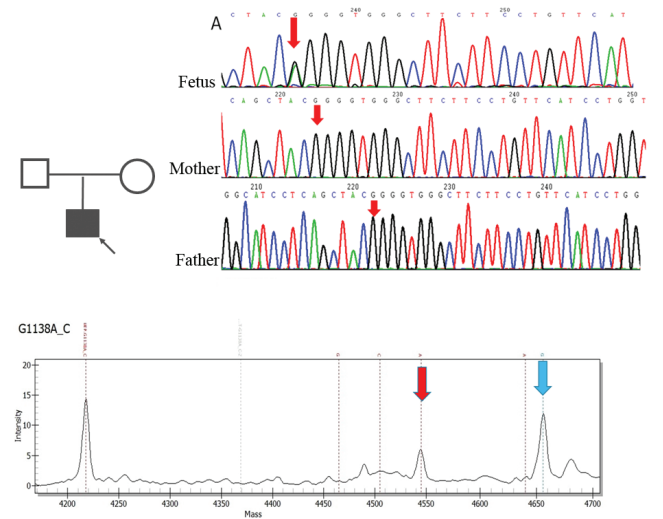 A
C T A C G G G G T G G G C T T C T T C C T G T T C A T
240 250
Fetus
220 230 240 250
C A G C T A C G G G G T G G G C T T C T T C C T G T T C A T C C T G G T
Mother
210 220 230 240
G G C A T C C T C A G C T A C G G G G T G G G C T T C T T C C T G T T C A T C C T G G
Father
G1138A_C
G C A A G
20
15
10
5
0
Intensity
4200 4250 4300 4350 4400 4450 4500 4550 4600 4650 4700
Mass